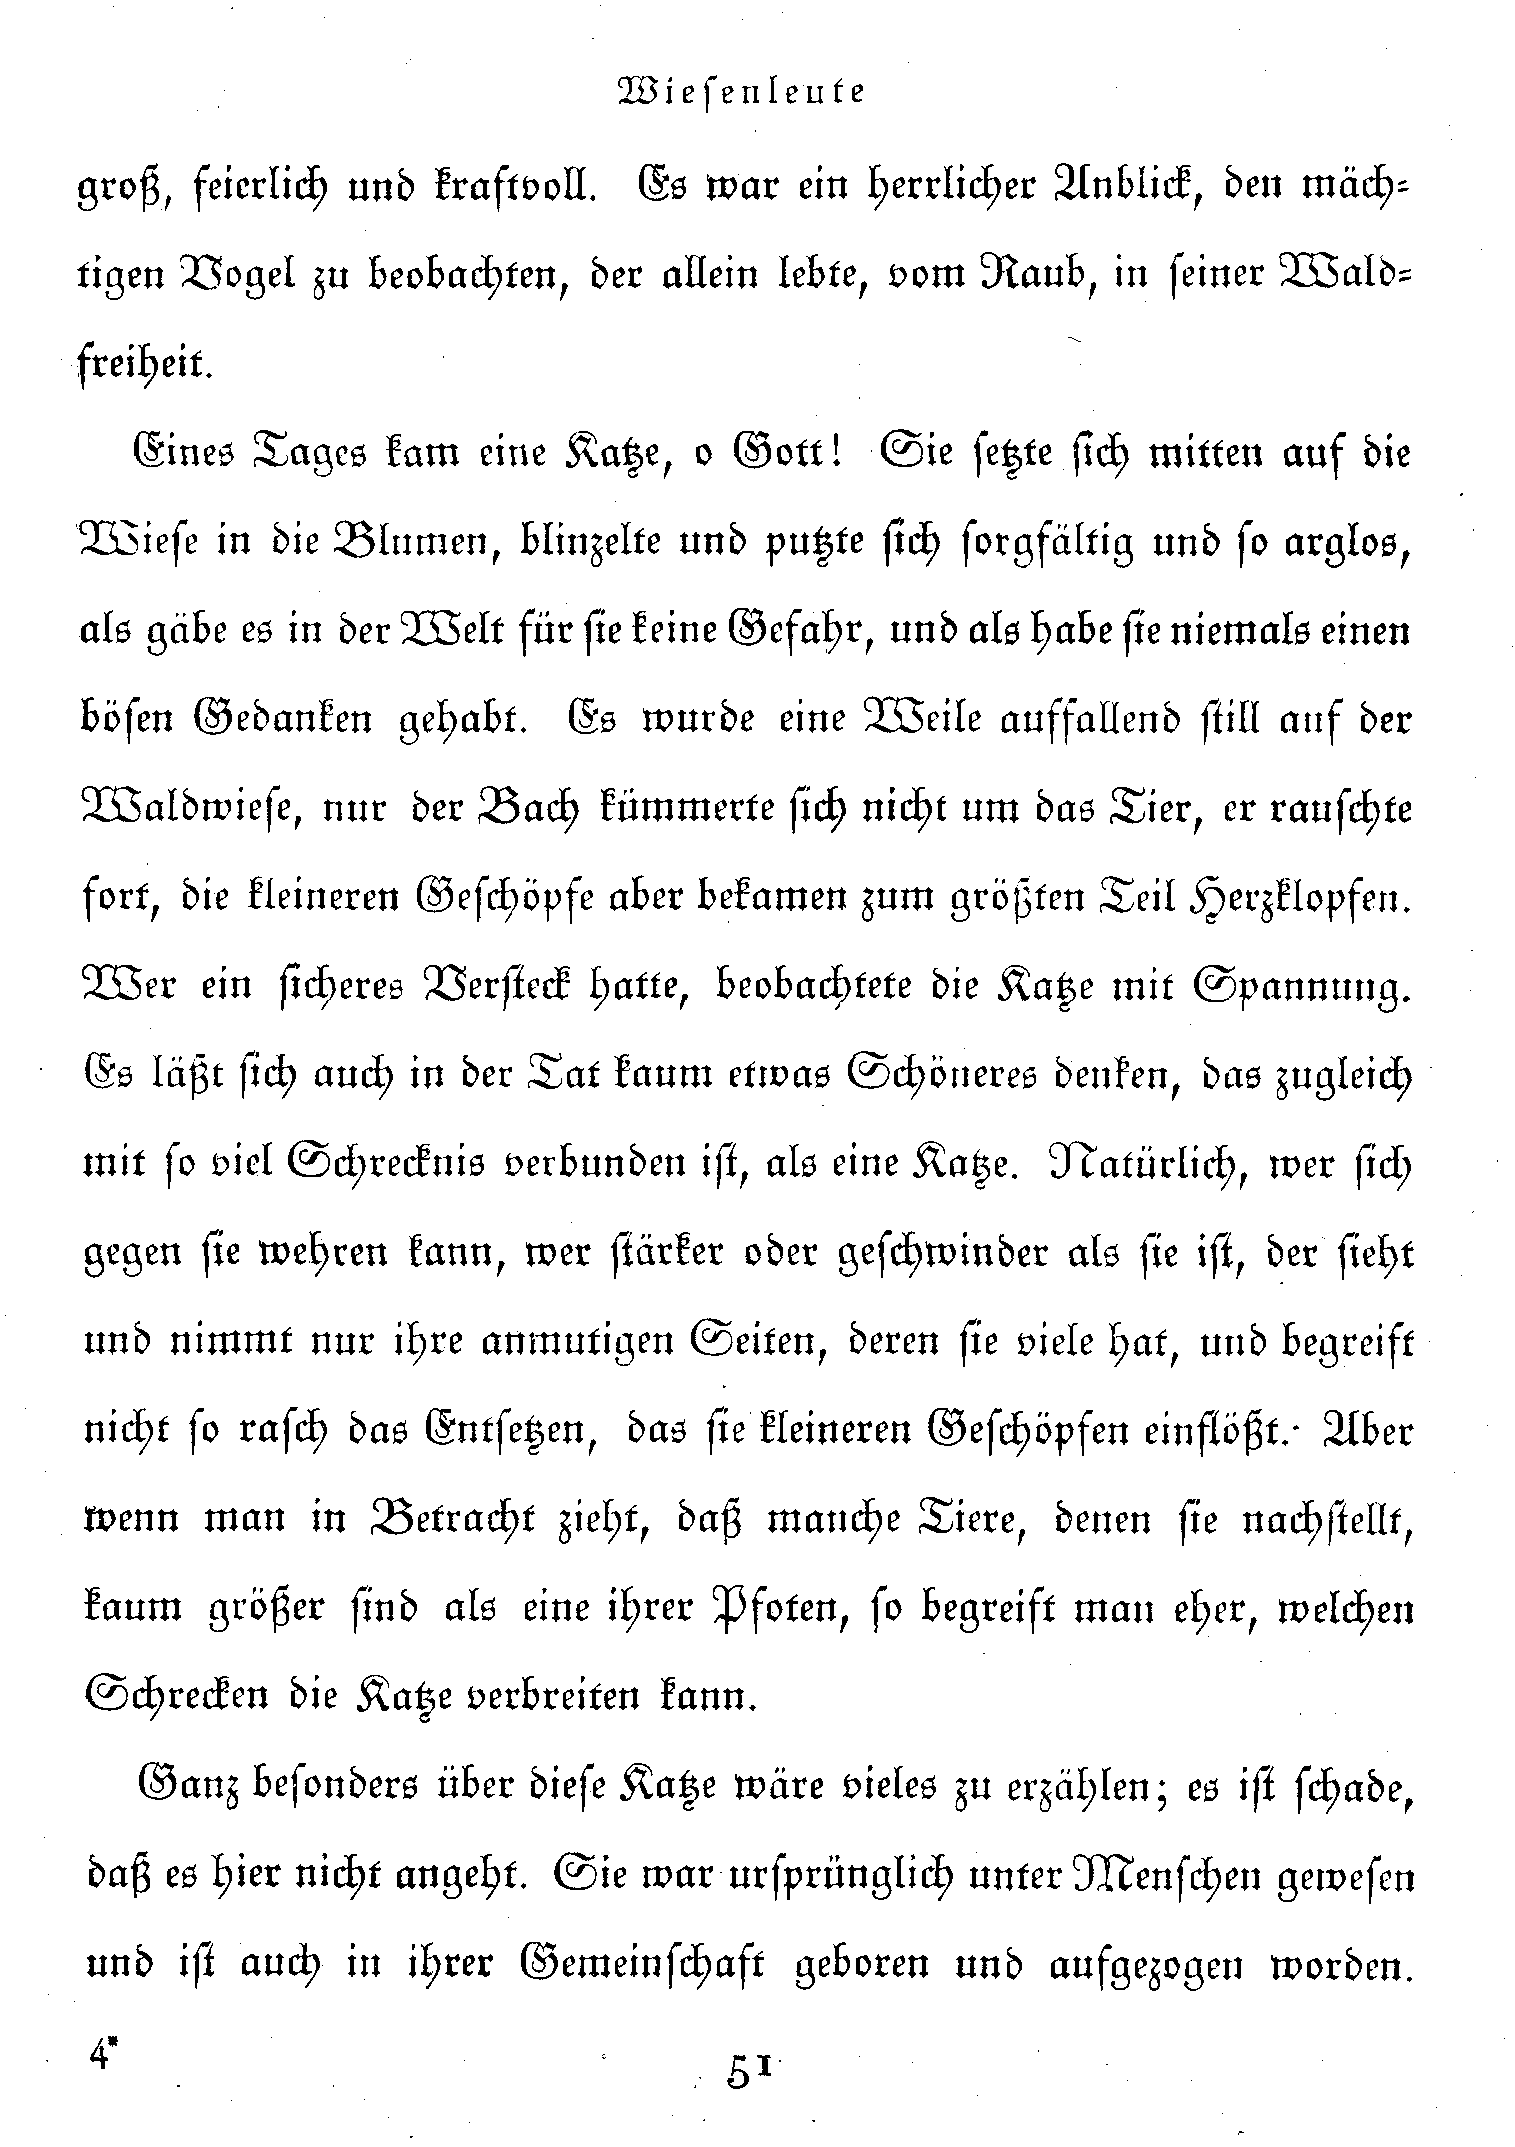 Wiesenleute
groß, feierlich und kraftvoll. Es war ein herrlicher Anblick, den mäch-
tigen Vogel zu beobachten, der allein lebte, vom Raub, in seiner Wald-
freiheit.
Eines Tages kam eine Katze, o Gott! Sie setzte sich mitten auf die
Wiese in die Blumen, blinzelte und putzte sich sorgfältig und so arglos,
als gäbe es in der Welt für sie keine Gefahr, und als habe sie niemals einen
bösen Gedanken gehabt. Es wurde eine Weile auffallend still auf der
Waldwiese, nur der Bach kümmerte sich nicht um das Tier, er rauschte
fort, die kleineren Geschöpfe aber bekamen zum größten Teil Herzklopfen.
Wer ein sicheres Versteck hatte, beobachtete die Katze mit Spannung.
Es läßt sich auch in der Tat kaum etwas Schöneres denken, das zugleich
mit so viel Schrecknis verbunden ist, als eine Katze. Natürlich, wer sich
gegen sie wehren kann, wer stärker oder geschwinder als sie ist, der sieht
und nimmt nur ihre anmutigen Seiten, deren sie viele hat, und begreift
nicht so rasch das Entsetzen, das sie kleineren Geschöpfen einflößt. Aber
wenn man in Betracht zieht, daß manche Tiere, denen sie nachstellt,
kaum größer sind als eine ihrer Pfoten, so begreift man eher, welchen
Schrecken die Katze verbreiten kann.
Ganz besonders über diese Katze wäre vieles zu erzählen; es ist schade,
daß es hier nicht angeht. Sie war ursprünglich unter Menschen gewesen
und ist auch in ihrer Gemeinschaft geboren und aufgezogen worden.
4*
51